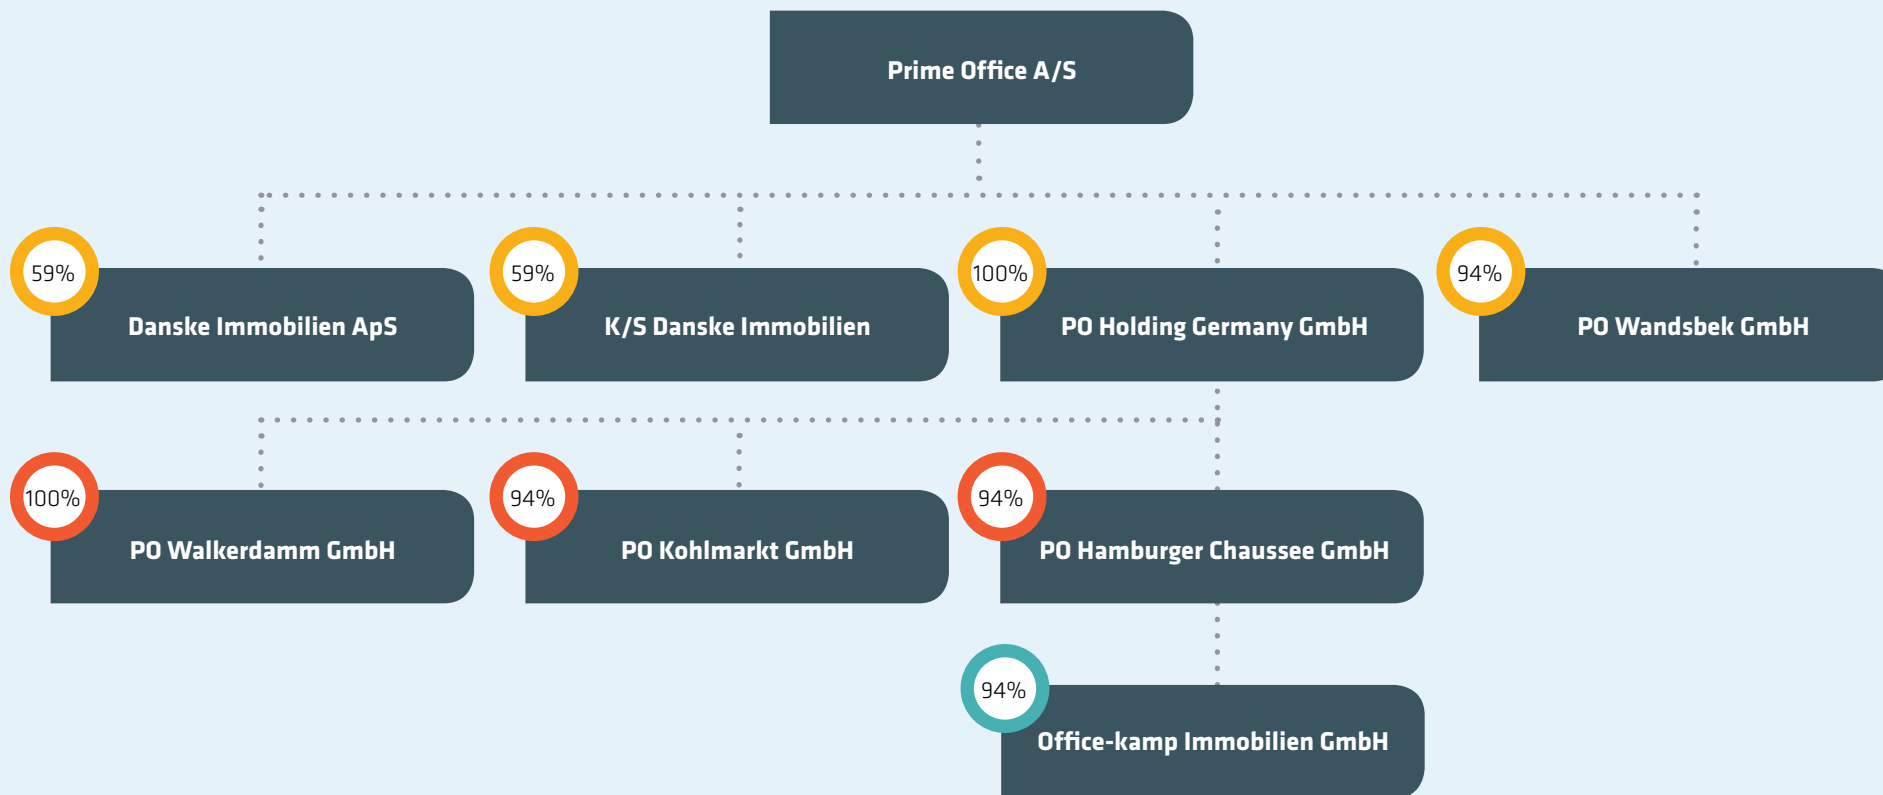 Prime Office A/S
59%
59%
100%
94%
Danske Immobilien ApS
K/S Danske Immobilien
PO Holding Germany GmbH
PO Wandsbek GmbH
100%
94%
94%
PO Walkerdamm GmbH
PO Kohlmarkt GmbH
PO Hamburger Chaussee GmbH
94%
Office-kamp Immobilien GmbH